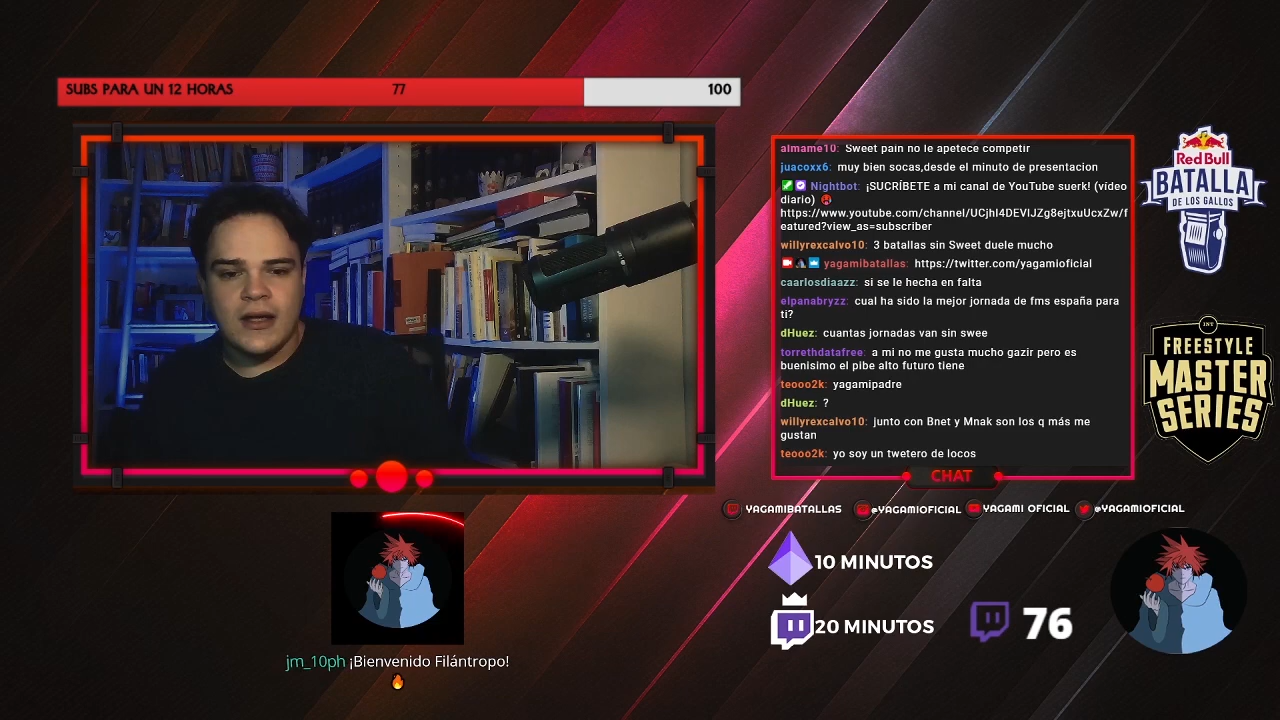 SUBS PARA UN 12 HORAS 77 100
almame10: Sweet pain no le apetece competir
juacoxx6: muy bien socas,desde el minuto de presentacion
Nightbot: ¡SUCRÍBETE a mi canal de YouTube suerk! (vídeo
diario)
https://www.youtube.com/channel/UCjhI4DEVIJZg8ejtxuUcxZw/f
eatured?view_as=subscriber
willyrexcalvo10: 3 batallas sin Sweet duele mucho
yagamibatallas: https://twitter.com/yagamioficial
caarlosdiaazz: si se le hecha en falta
elpanabryzz: cual ha sido la mejor jornada de fms españa para
ti?
dHuez: cuantas jornadas van sin swee
torrethdatafree: a mi no me gusta mucho gazir pero es
buenisimo el pibe alto futuro tiene
teooo2k: yagamipadre
dHuez: ?
willyrexcalvo10: junto con Bnet y Mnak son los q más me
gustan
teooo2k: yo soy un twetero de locos
CHAT
Red Bull
BATALLA
DE LOS GALLOS
INT
FREESTYLE
MASTER
SERIES
YAGAMIBATALLAS @YAGAMIOFICIAL YAGAMI OFICIAL @YAGAMIOFICIAL
10 MINUTOS
20 MINUTOS
76
jm_10ph ¡Bienvenido Filántropo!